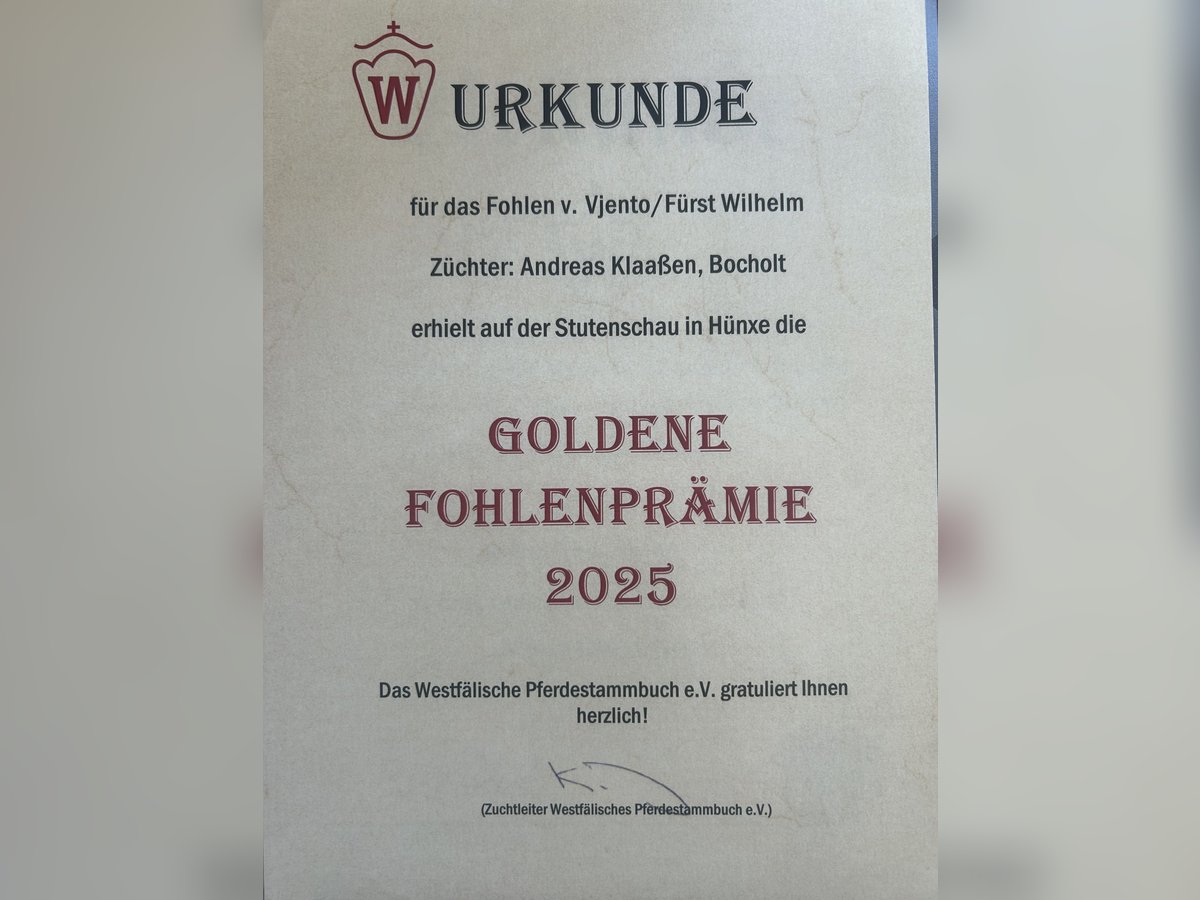 W URKUNDE
für das Fohlen v. Vjento/Fürst Wilhelm
Züchter: Andreas Klaaßen, Bocholt
erhielt auf der Stutenschau in Hünxe die
GOLDENE
FOHLENPRÄMIE
2025
Das Westfälische Pferdestammbuch e.V. gratuliert Ihnen
herzlich!
(Zuchtleiter Westfälisches Pferdestammbuch e.V.)